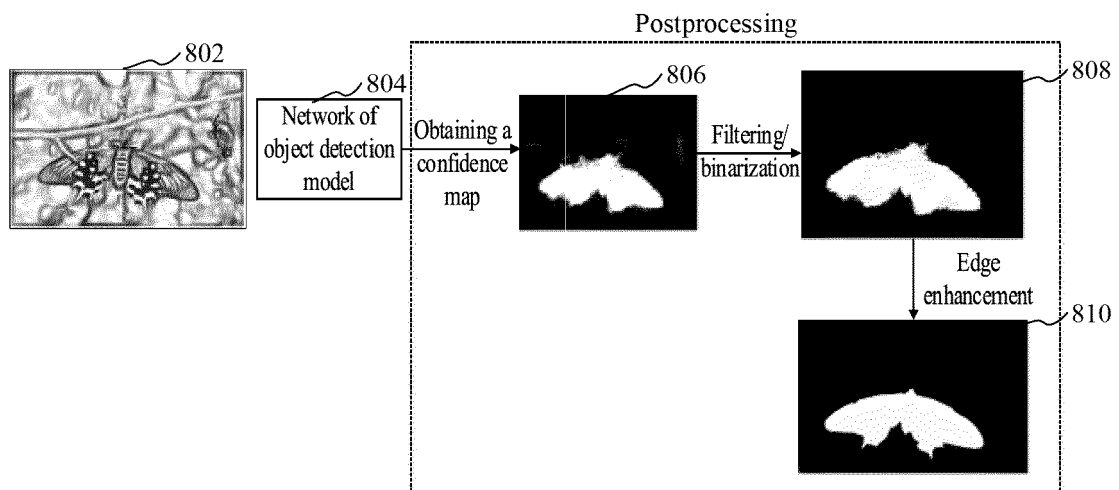 Postprocessing
802
804
Network of
object detection
model
Obtaining a
confidence
map
806
Filtering/
binarization
808
Edge
enhancement
810